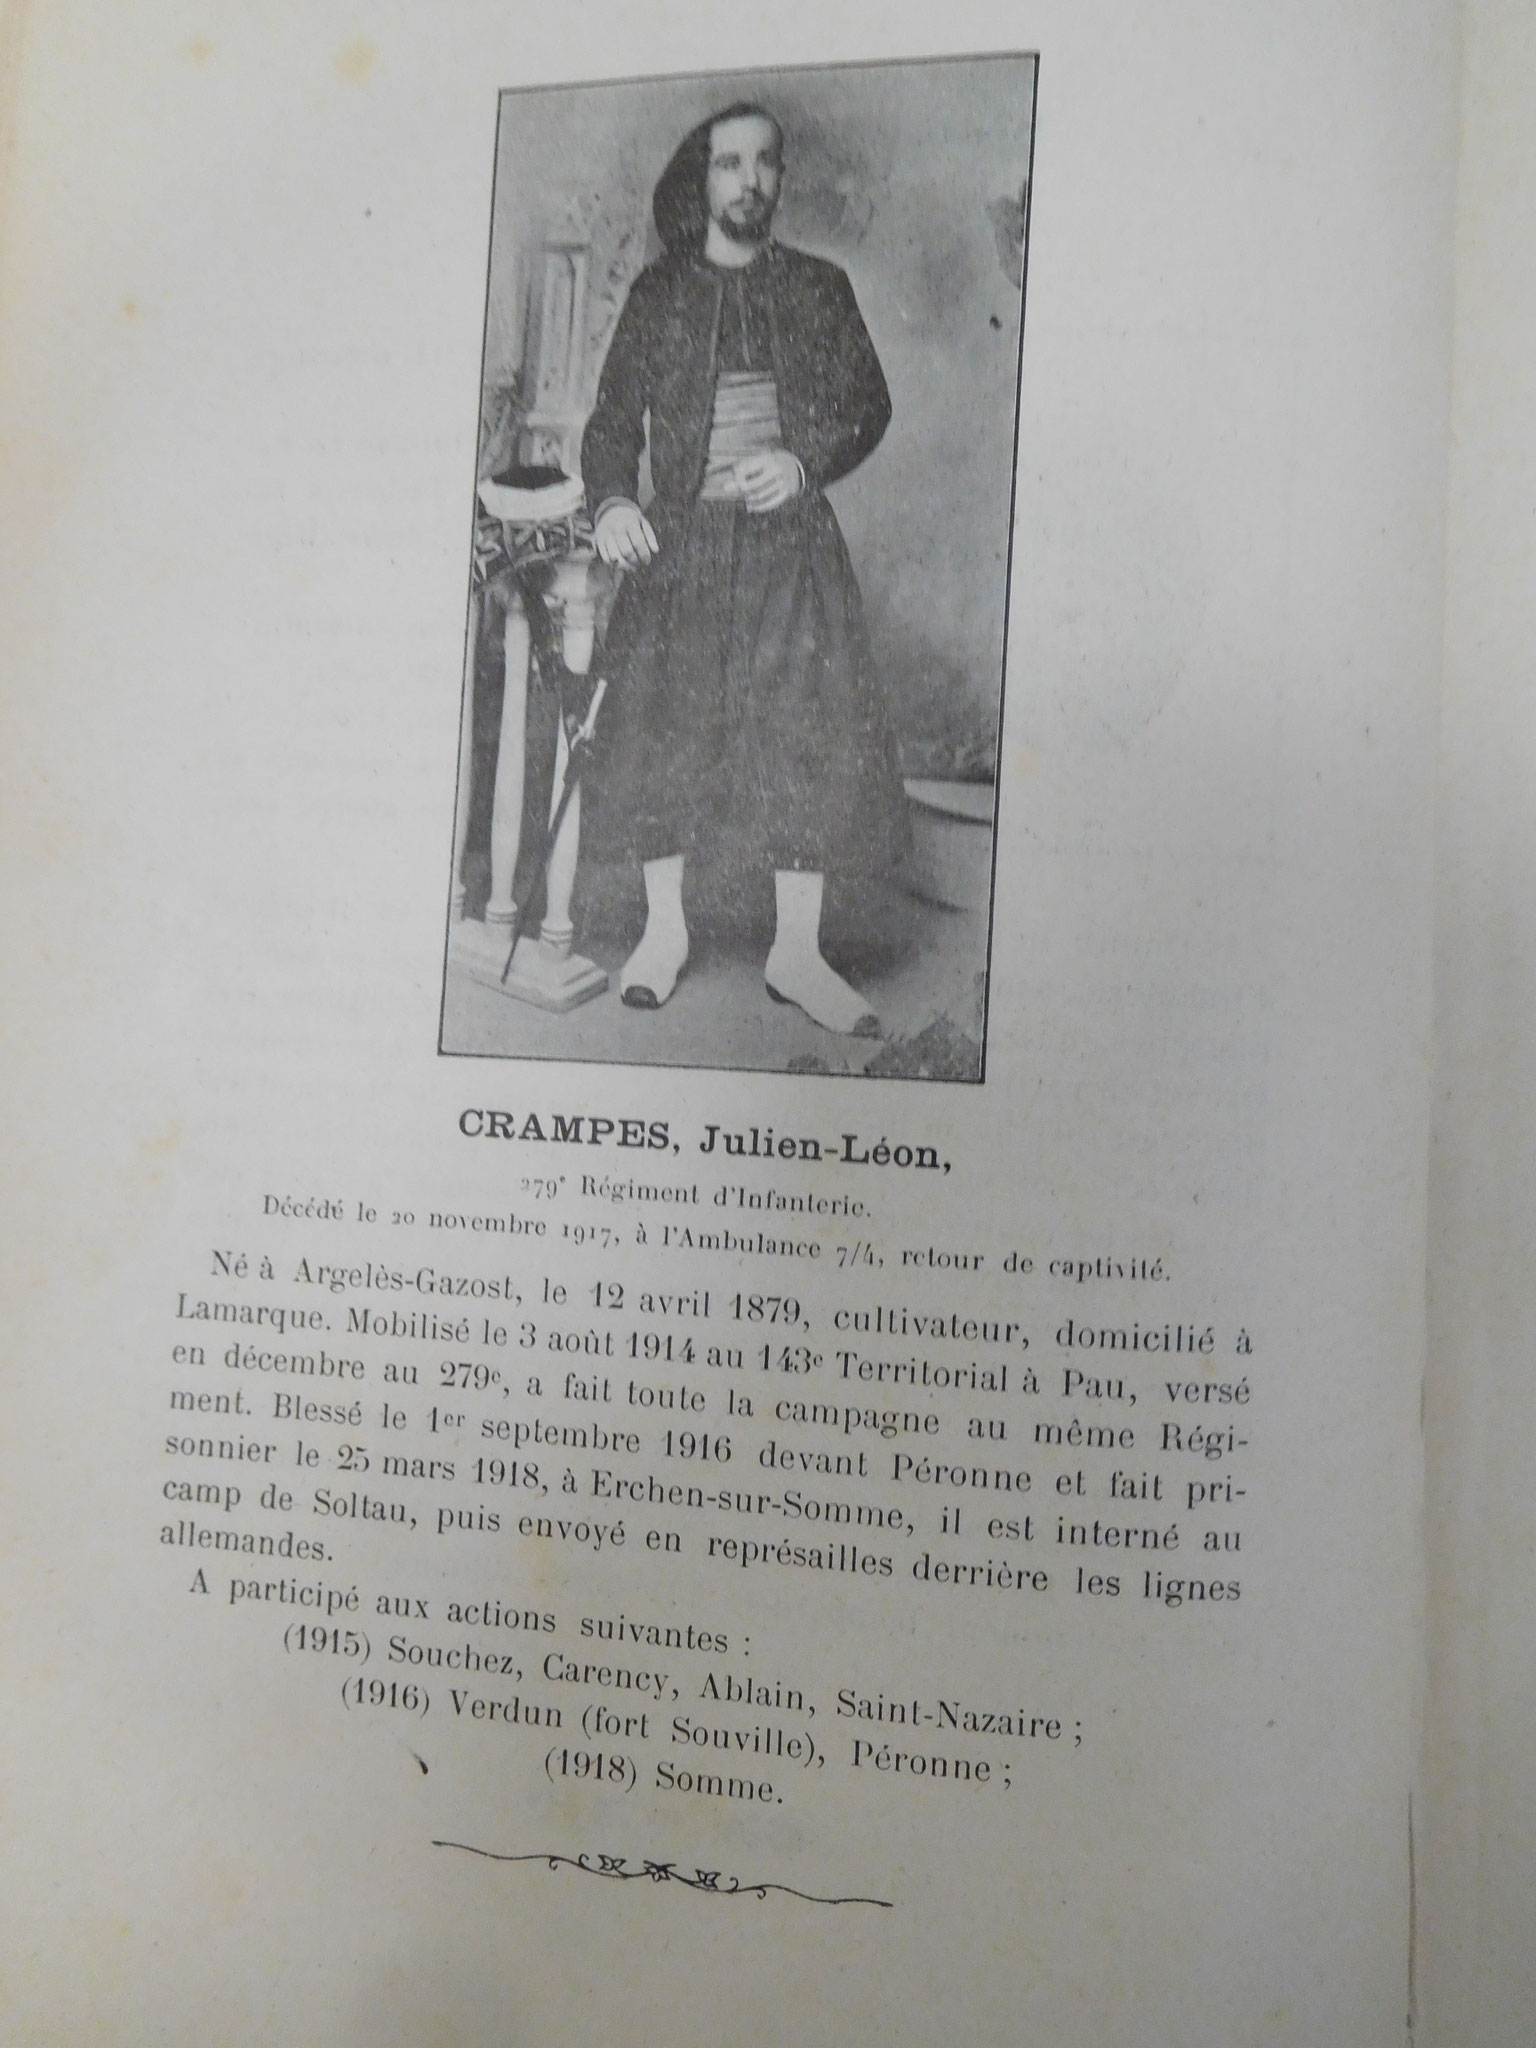 CRAMPES, Julien-Léon,
279e Régiment d'Infanterie.
Décédé le 20 novembre 1917, à l'Ambulance 7/4, retour de captivité.
Né à Argelès-Gazost, le 12 avril 1879, cultivateur, domicilié à
Lamarque. Mobilisé le 3 août 1914 au 143e Territorial à Pau, versé
en décembre au 279e, a fait toute la campagne au même Régi-
ment. Blessé le 1er septembre 1916 devant Péronne et fait pri-
sonnier le 25 mars 1918, à Erchen-sur-Somme, il est interné au
camp de Soltau, puis envoyé en représailles derrière les lignes
allemandes.
A participé aux actions suivantes :
(1915) Souchez, Carency, Ablain, Saint-Nazaire ;
(1916) Verdun (fort Souville), Péronne ;
(1918) Somme.